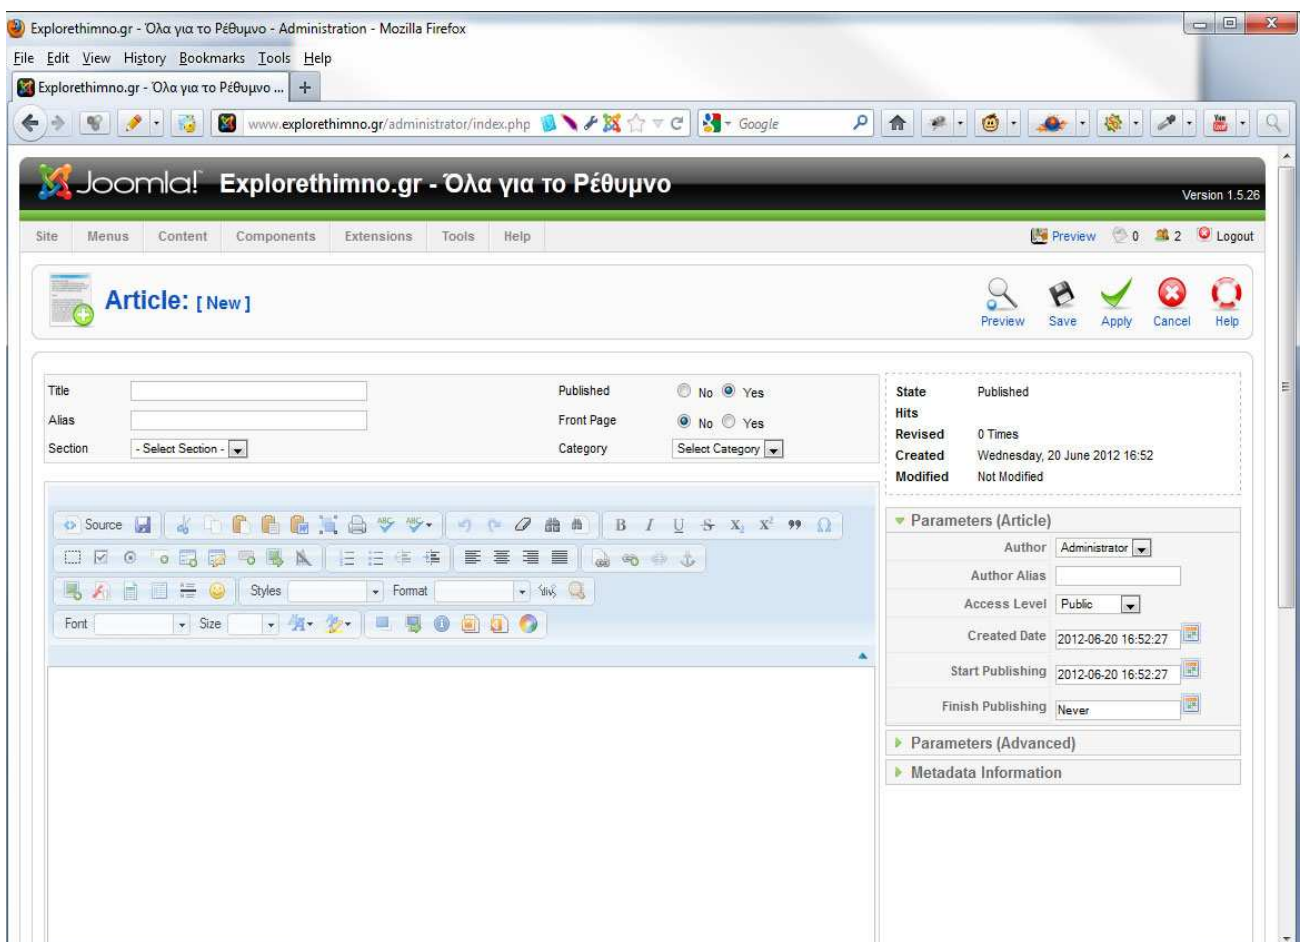 Explorethimno.gr - Όλα για το Ρέθυμνο - Administration - Mozilla Firefox
File Edit View History Bookmarks Tools Help
Explorethimno.gr - Όλα για το Ρέθυμνο ... +
www.explorethimno.gr/administrator/index.php Google
Joomla! Explorethimno.gr - Όλα για το Ρέθυμνο
Version 1.5.26
Site Menus Content Components Extensions Tools Help Preview 0 2 Logout
Article: [ New ]
Preview Save Apply Cancel Help
Title Published No Yes
Alias Front Page No Yes
Section - Select Section - Category Select Category
State Published
Hits
Revised 0 Times
Created Wednesday, 20 June 2012 16:52
Modified Not Modified
Source ABC ABC B I U S X₂ X² Ω
Styles Format
Font Size
Parameters (Article)
Author Administrator
Author Alias
Access Level Public
Created Date 2012-06-20 16:52:27
Start Publishing 2012-06-20 16:52:27
Finish Publishing Never
Parameters (Advanced)
Metadata Information